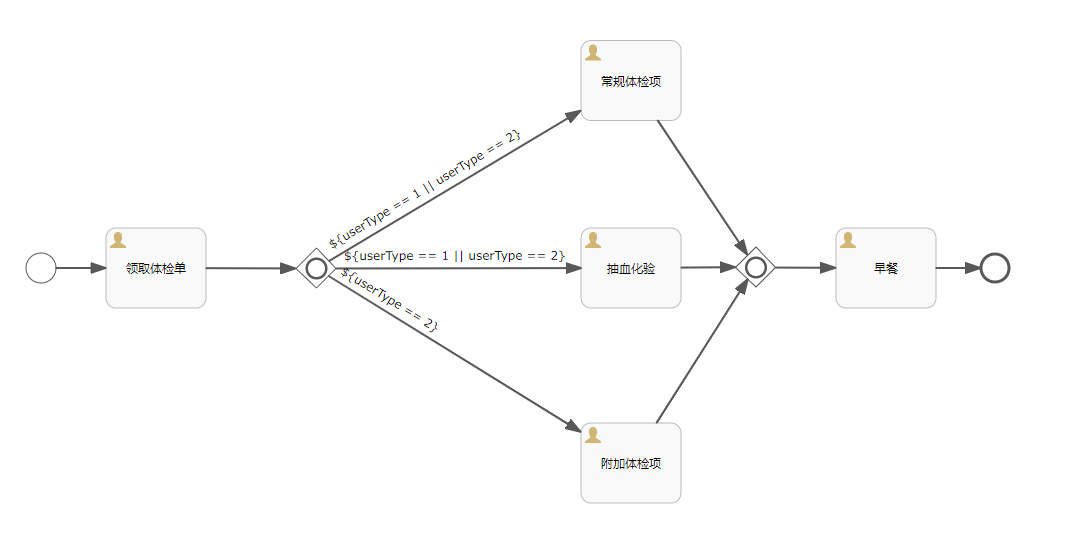 常规体检项
${userType == 1 || userType == 2}
领取体检单
${userType == 1 || userType == 2}
抽血化验
早餐
${userType == 2}
附加体检项